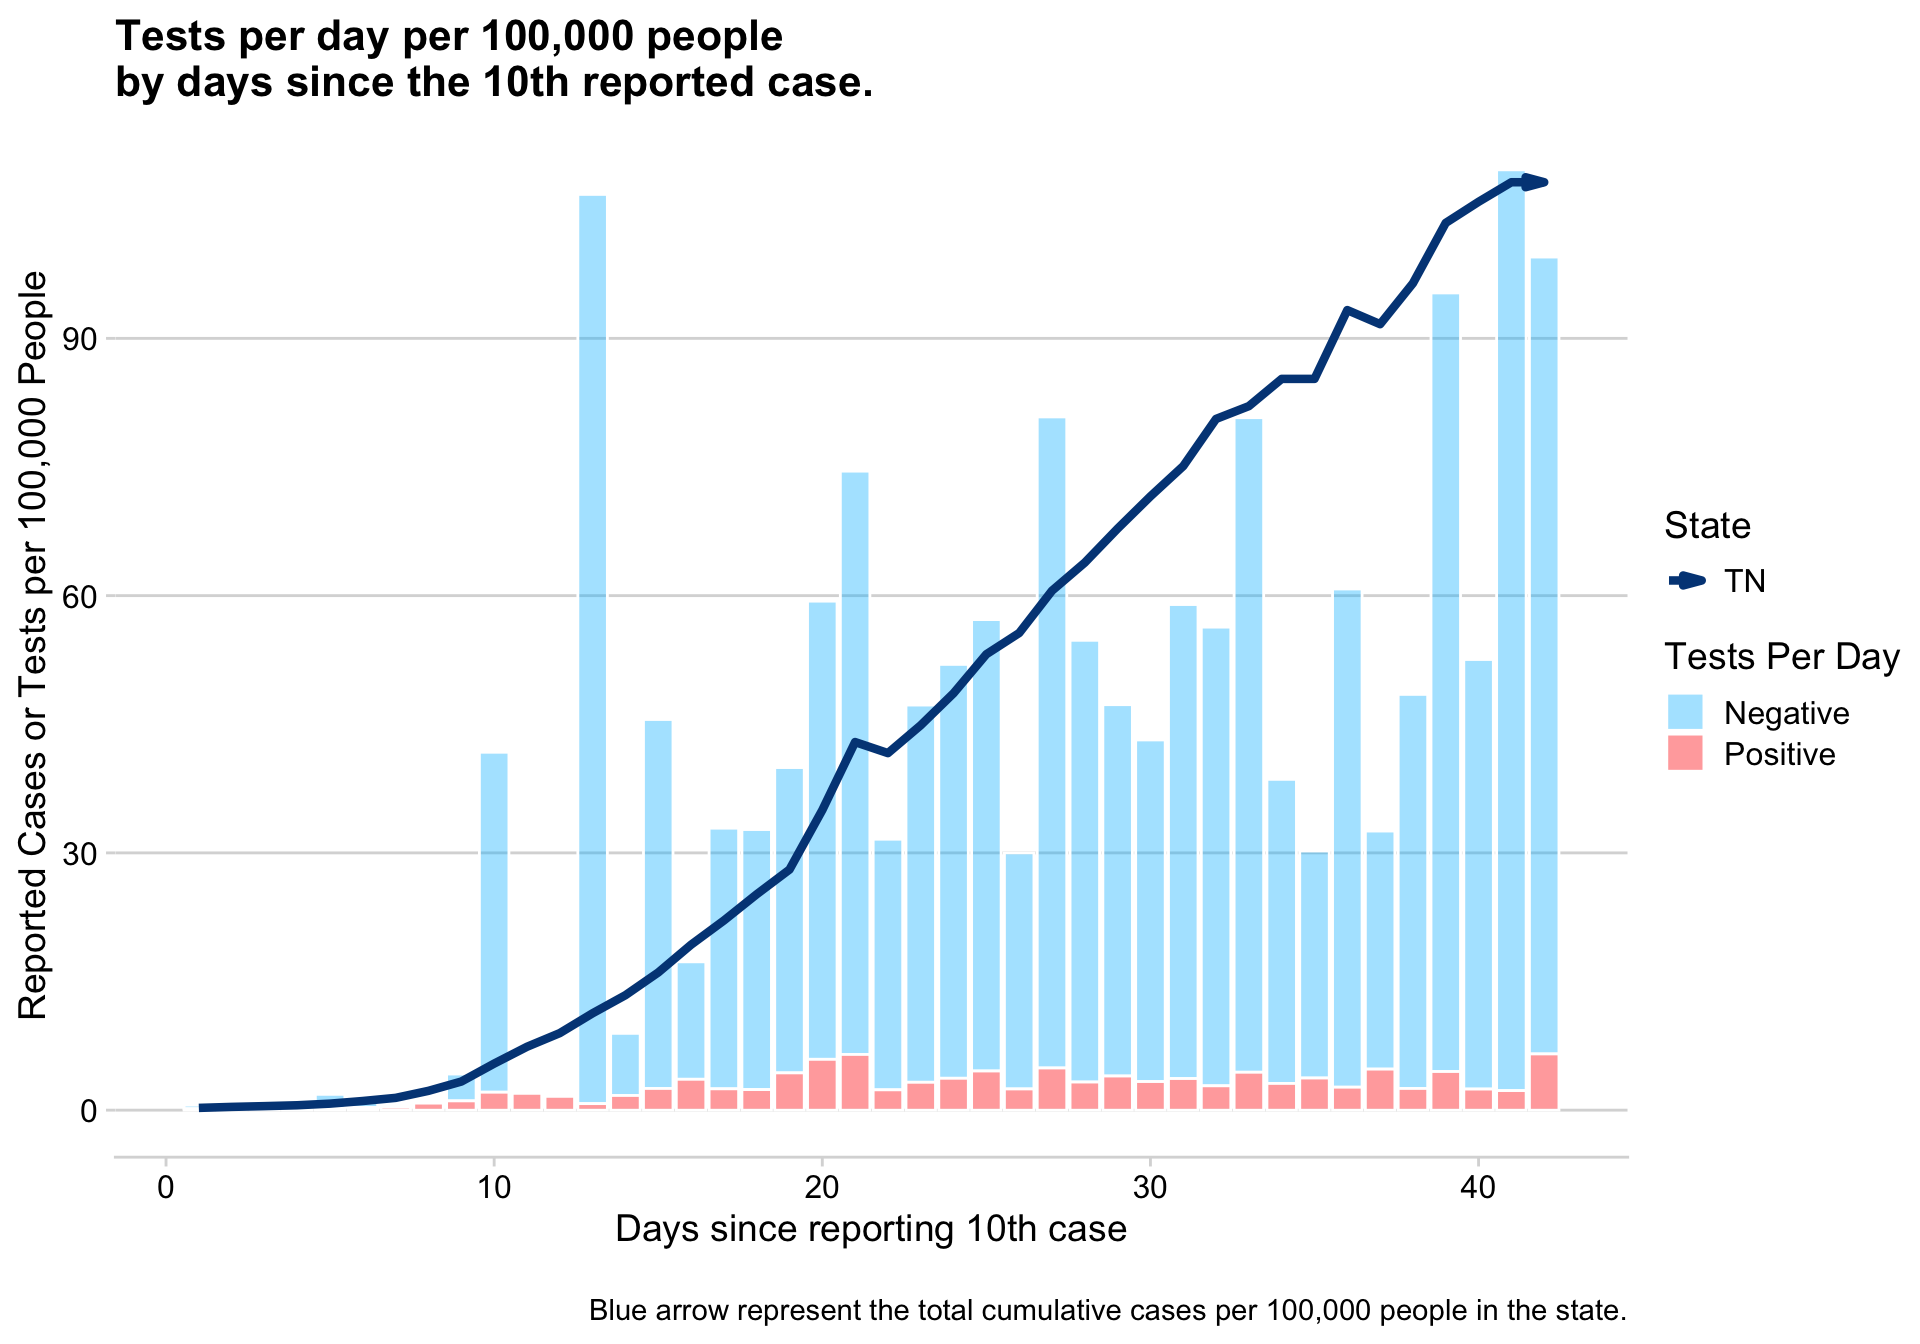 Tests per day per 100,000 people
by days since the 10th reported case.
Reported Cases or Tests per 100,000 People
90
60
30
0
0
10
20
30
40
Days since reporting 10th case
State
TN
Tests Per Day
Negative
Positive
Blue arrow represent the total cumulative cases per 100,000 people in the state.